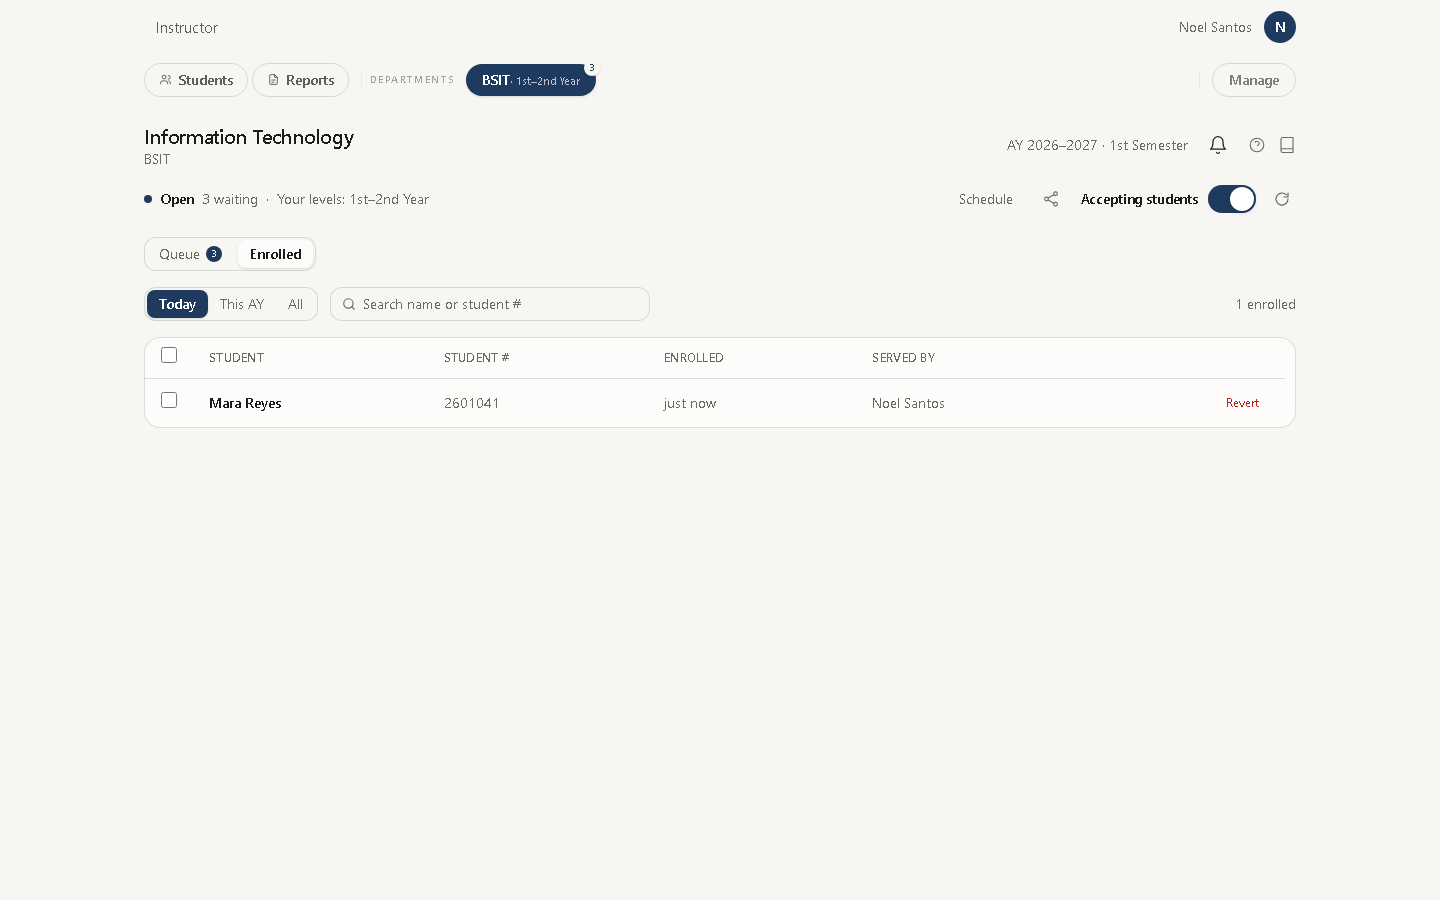 Instructor
Noel Santos N
Students Reports DEPARTMENTS BSIT · 1st–2nd Year 3 Manage
Information Technology
BSIT
AY 2026–2027 · 1st Semester
Open 3 waiting · Your levels: 1st–2nd Year
Schedule Accepting students
Queue 3 Enrolled
Today This AY All Search name or student # 1 enrolled
STUDENT STUDENT # ENROLLED SERVED BY
Mara Reyes 2601041 just now Noel Santos Revert